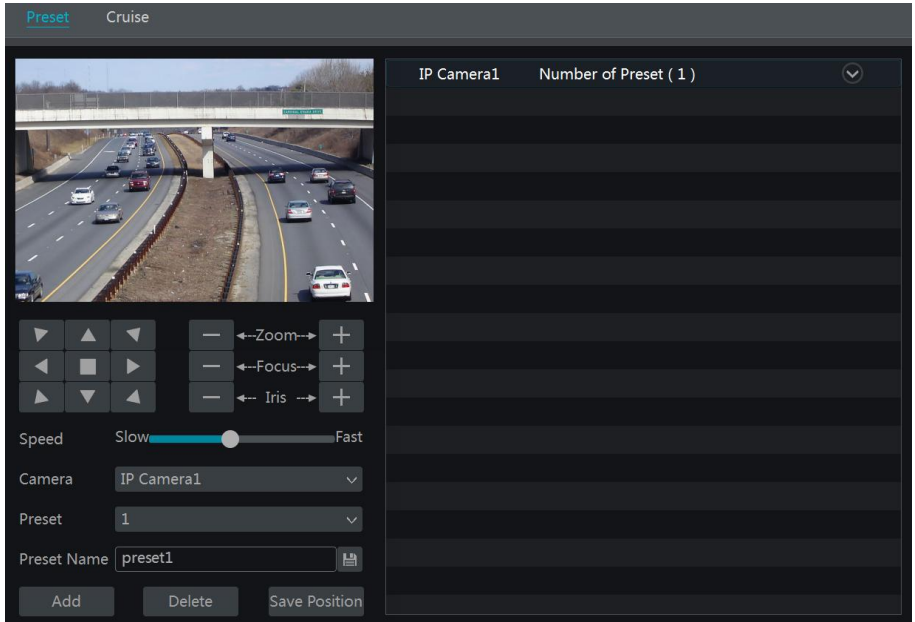 Preset Cruise
IP Camera1 Number of Preset ( 1 )
Zoom
Focus
Iris
Speed Slow Fast
Camera IP Camera1
Preset 1
Preset Name preset1
Add Delete Save Position